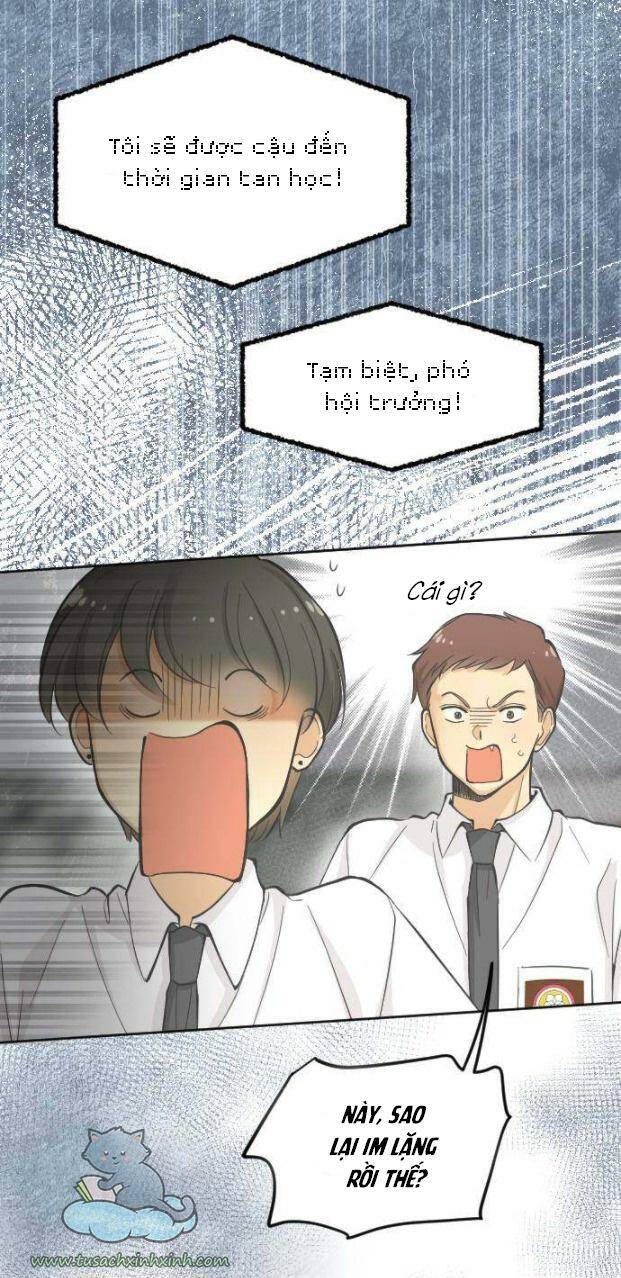 Tôi sẽ được cậu đến
thời gian tan học!
Tạm biệt, phó
hội trưởng!
Cái gì?
NÀY, SAO
LẠI IM LẶNG
RỒI THẾ?
www.tusachxinhxinh.com